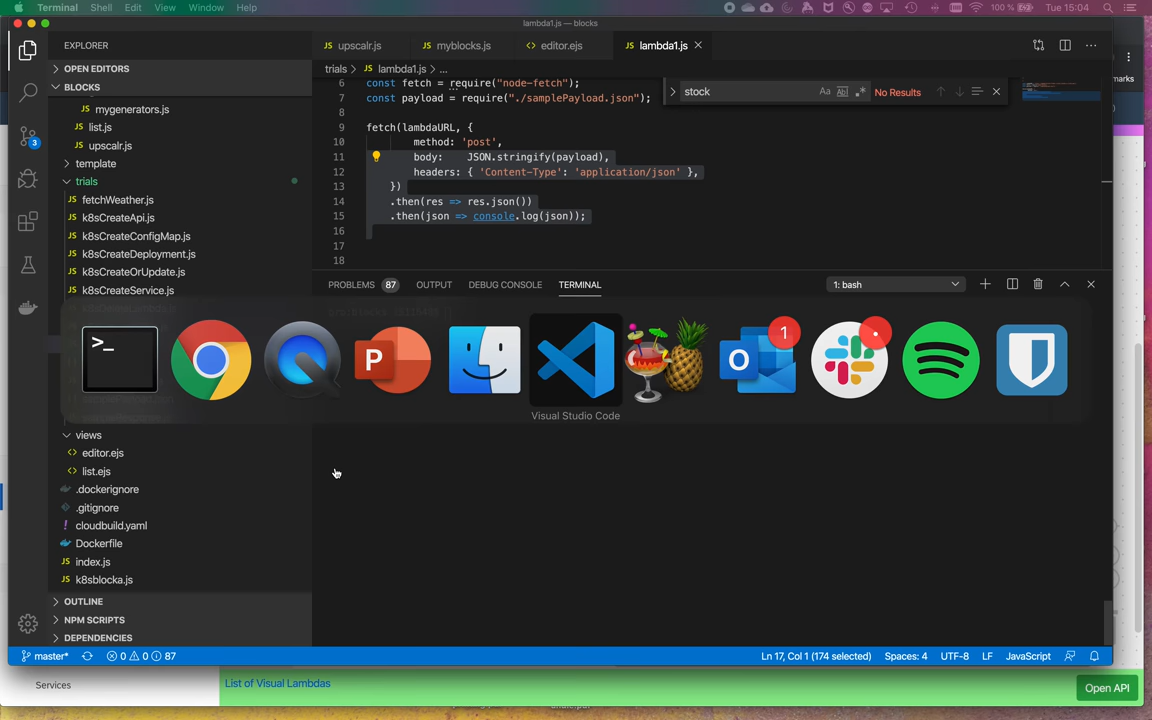 Terminal Shell Edit View Window Help
100 % Tue 15:04
lambda1.js — blocks
EXPLORER
upscalr.js
myblocks.js
editor.ejs
lambda1.js
OPEN EDITORS
trials > lambda1.js > ...
BLOCKS
mygenerators.js
list.js
upscalr.js
template
trials
fetchWeather.js
k8sCreateApi.js
k8sCreateConfigMap.js
k8sCreateDeployment.js
k8sCreateOrUpdate.js
k8sCreateService.js
views
editor.ejs
list.ejs
.dockerignore
.gitignore
cloudbuild.yaml
Dockerfile
index.js
k8sblocka.js
OUTLINE
NPM SCRIPTS
DEPENDENCIES
3
6 const fetch = require("node-fetch");
7 const payload = require("./samplePayload.json");
8
9 fetch(lambdaURL, {
10 method: 'post',
11 body: JSON.stringify(payload),
12 headers: { 'Content-Type': 'application/json' },
13 })
14 .then(res => res.json())
15 .then(json => console.log(json));
16
17
18
stock
Aa Abl .* No Results
marks
PROBLEMS 87 OUTPUT DEBUG CONSOLE TERMINAL
1: bash
>_
P
O
1
Visual Studio Code
master* 0 0 87
Ln 17, Col 1 (174 selected) Spaces: 4 UTF-8 LF JavaScript
Services
List of Visual Lambdas
Open API